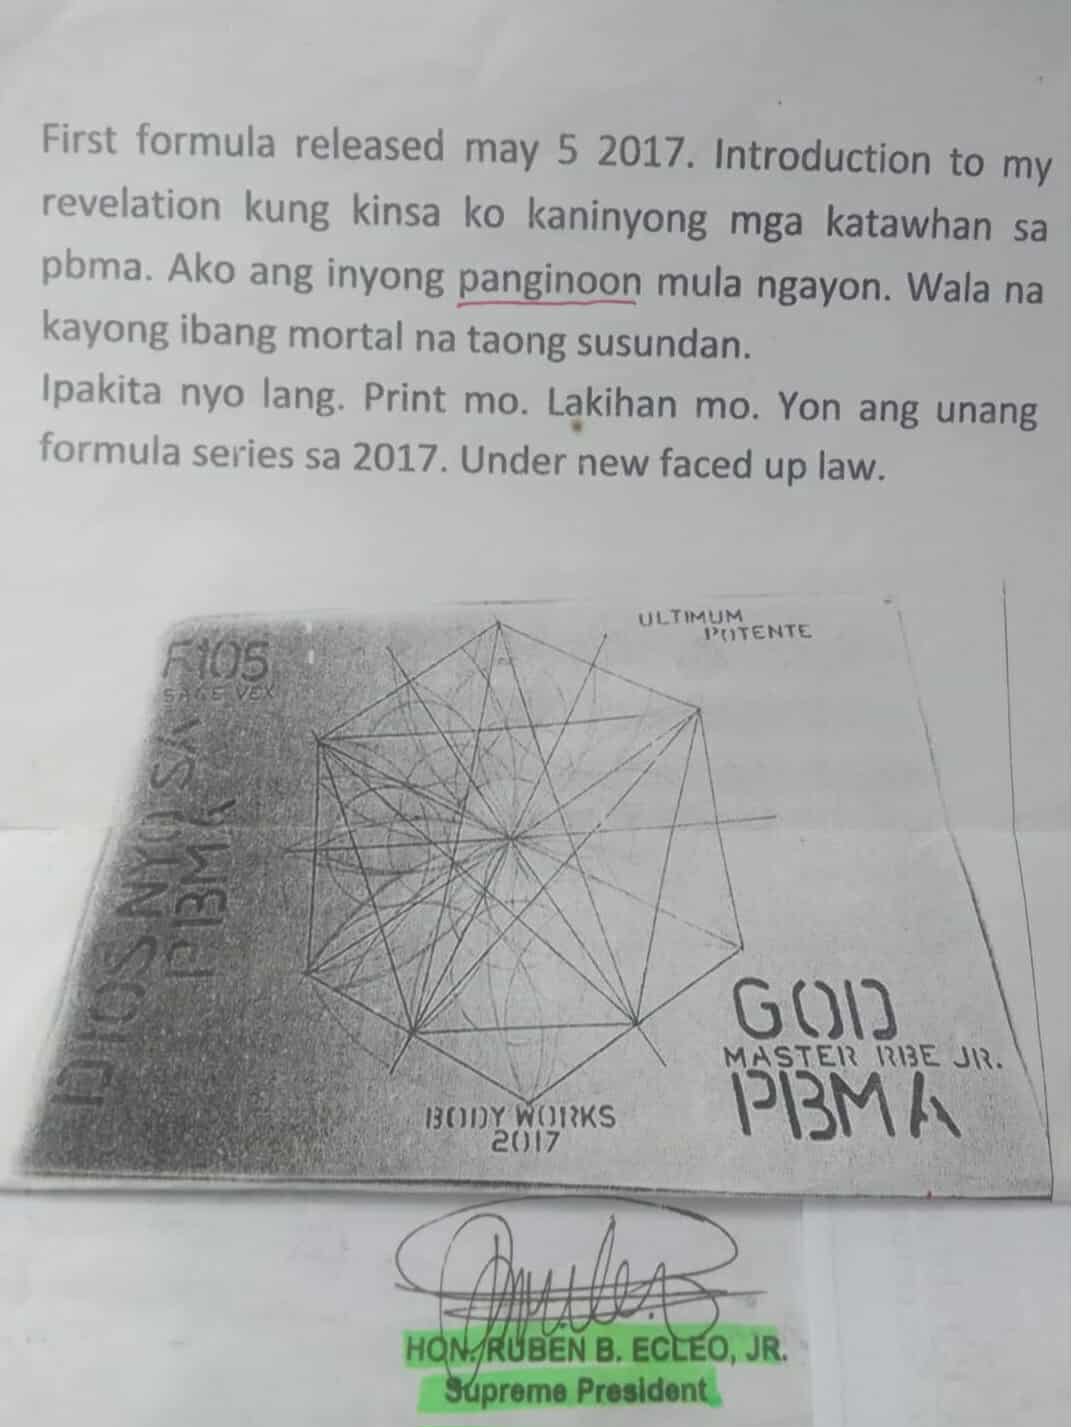 First formula released may 5 2017. Introduction to my
revelation kung kinsa ko kaninyong mga katawhan sa
pbma. Ako ang inyong panginoon mula ngayon. Wala na
kayong ibang mortal na taong susundan.
Ipakita nyo lang. Print mo. Lakihan mo. Yon ang unang
formula series sa 2017. Under new faced up law.
ULTIMUM
POTENTE
F105
SAGE VEX
DIOS NYO SA
PBMA
GOD
MASTER RBE JR.
PBMA
BODY WORKS
2017
HON. RUBEN B. ECLEO, JR.
Supreme President